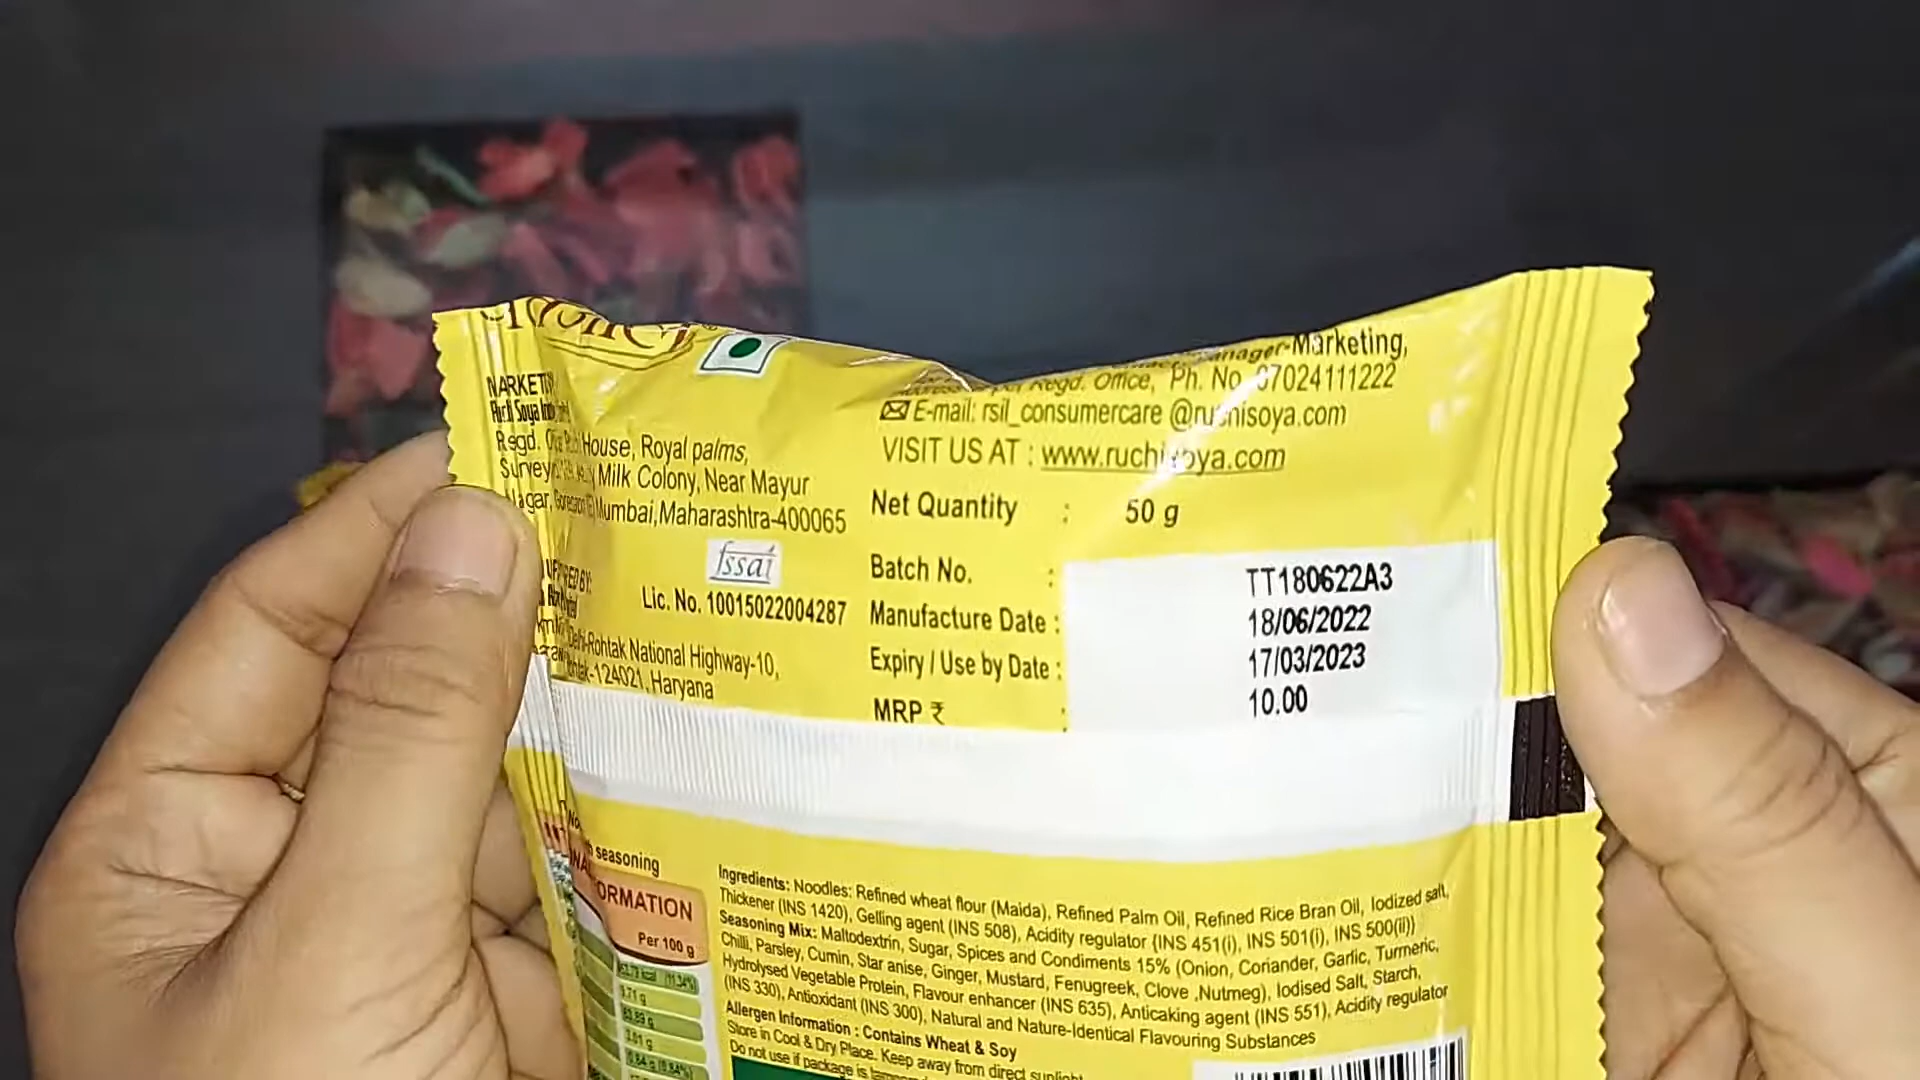 Manager-Marketing,
Regd. Office, Ph. No. 07024111222
E-mail: rsil_consumercare @ruchisoya.com
VISIT US AT : www.ruchisoya.com
Net Quantity : 50 g
Batch No. : TT180622A3
Manufacture Date : 18/06/2022
Expiry / Use by Date : 17/03/2023
MRP ₹ : 10.00
House, Royal palms,
Survey Milk Colony, Near Mayur
Nagar, Mumbai, Maharashtra-400065
fssai
Lic. No. 10015022004287
Delhi-Rohtak National Highway-10,
124021, Haryana
seasoning
Per 100 g
Ingredients: Noodles: Refined wheat flour (Maida), Refined Palm Oil, Refined Rice Bran Oil, Iodized salt,
Thickener (INS 1420), Gelling agent (INS 508), Acidity regulator {INS 451(i), INS 501(i), INS 500(ii)}
Seasoning Mix: Maltodextrin, Sugar, Spices and Condiments 15% (Onion, Coriander, Garlic, Turmeric,
Chilli, Parsley, Cumin, Star anise, Ginger, Mustard, Fenugreek, Clove ,Nutmeg), Iodised Salt, Starch,
Hydrolysed Vegetable Protein, Flavour enhancer (INS 635), Anticaking agent (INS 551), Acidity regulator
(INS 330), Antioxidant (INS 300), Natural and Nature-Identical Flavouring Substances
Allergen Information : Contains Wheat & Soy
Store in Cool & Dry Place. Keep away from direct sunlight
Do not use if package is